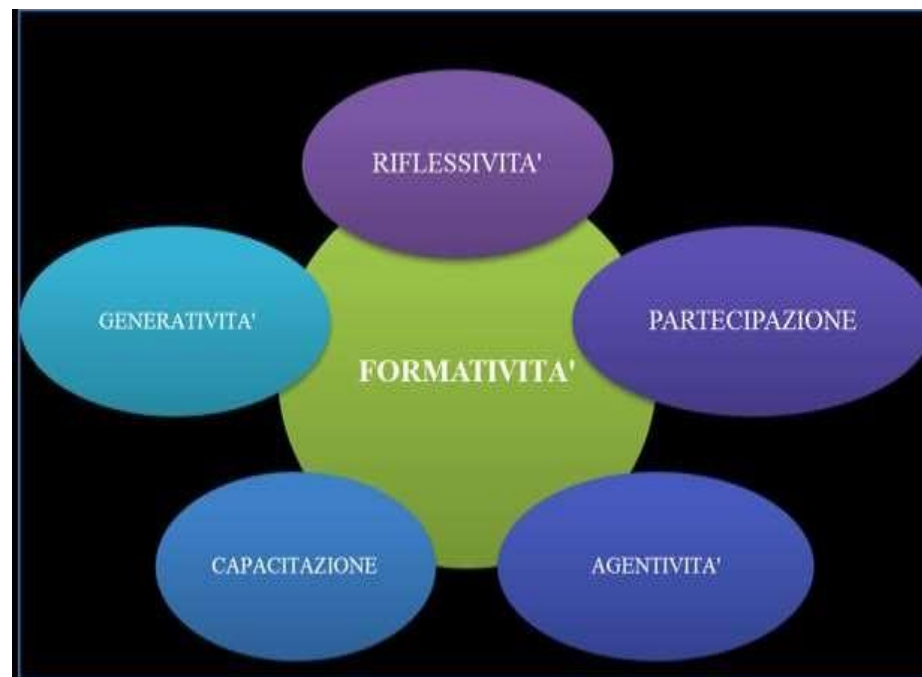 RIFLESSIVITA'
GENERATIVITA'
PARTECIPAZIONE
FORMATIVITA'
CAPACITAZIONE
AGENTIVITA'